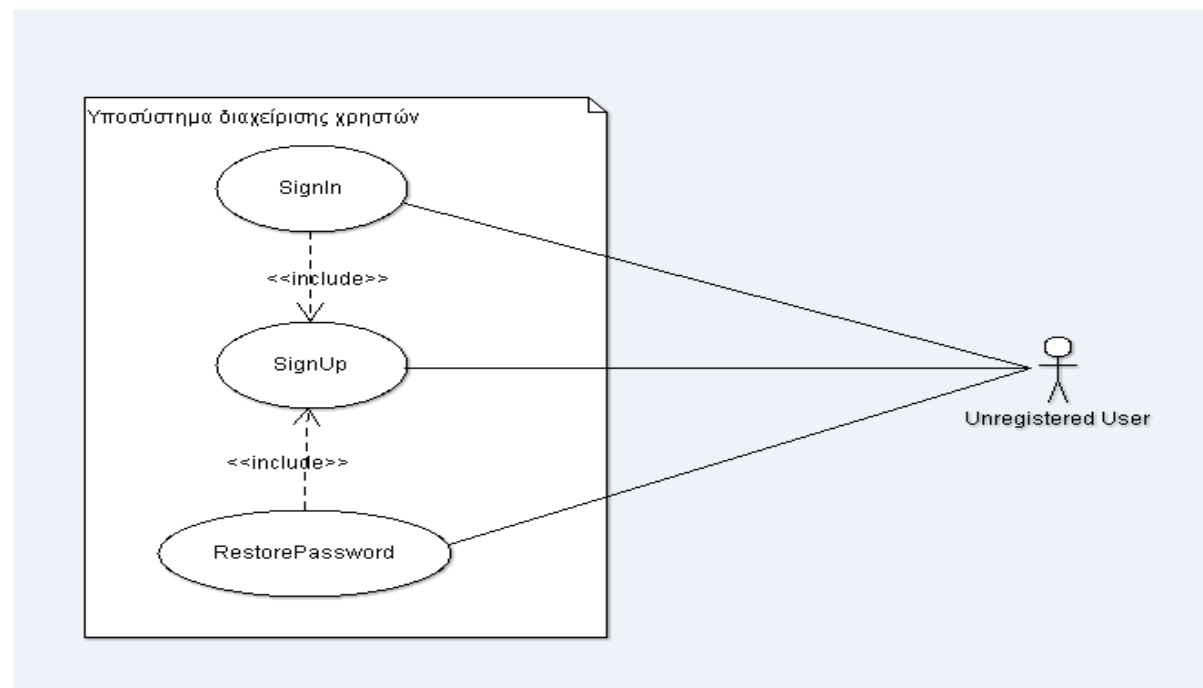 Υποσύστημα διαχείρισης χρηστών
SignIn
<<include>>
SignUp
Unregistered User
<<include>>
RestorePassword